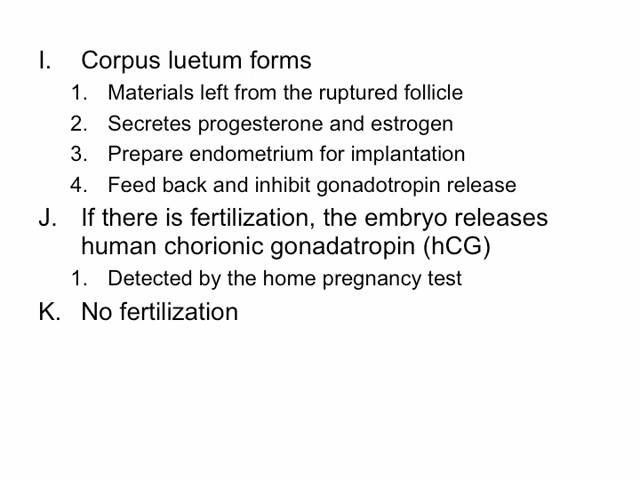 I. Corpus luetum forms
1. Materials left from the ruptured follicle
2. Secretes progesterone and estrogen
3. Prepare endometrium for implantation
4. Feed back and inhibit gonadotropin release
J. If there is fertilization, the embryo releases
human chorionic gonadatropin (hCG)
1. Detected by the home pregnancy test
K. No fertilization